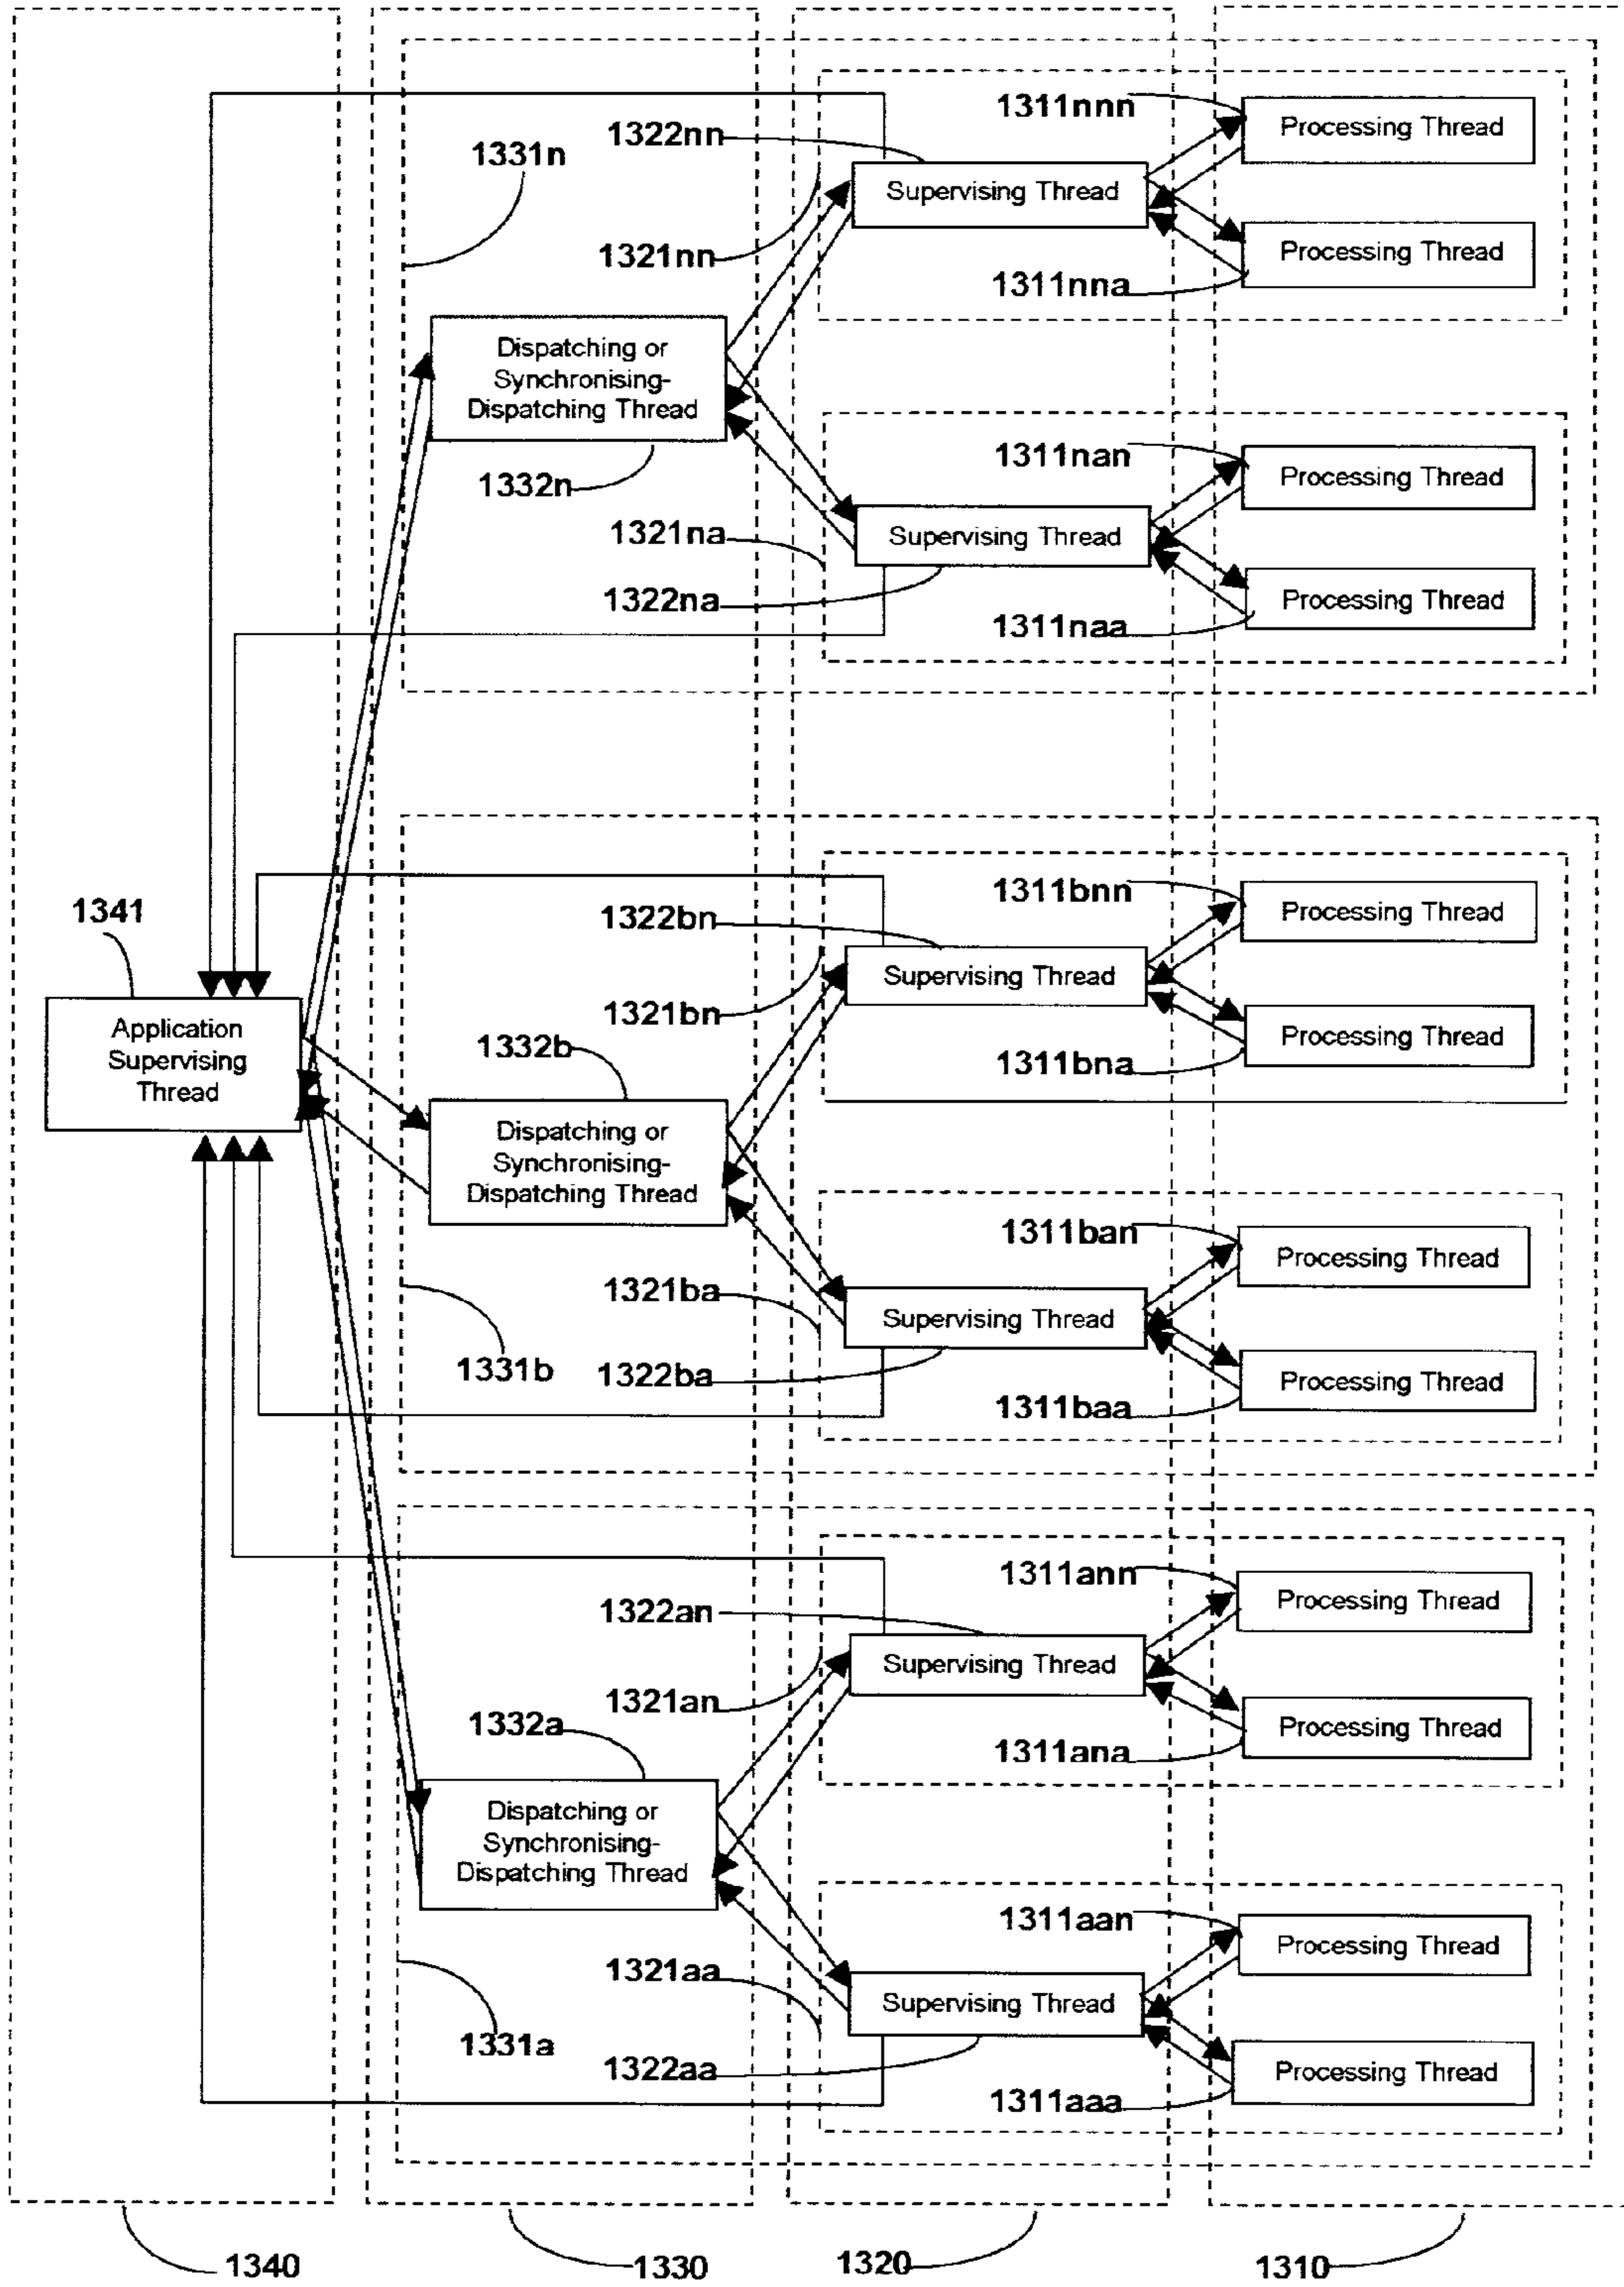 1311nnn
Processing Thread
1322nn
1331n
Supervising Thread
1321nn
Processing Thread
1311nna
Dispatching or
Synchronising-
Dispatching Thread
1332n
1311nan
Processing Thread
1321na
Supervising Thread
1322na
Processing Thread
1311naa
1341
1311bnn
Processing Thread
1322bn
Supervising Thread
1321bn
Application
Supervising
Thread
Processing Thread
1332b
1311bna
Dispatching or
Synchronising-
Dispatching Thread
1311ban
Processing Thread
1321ba
Supervising Thread
1331b
1322ba
Processing Thread
1311baa
1311ann
Processing Thread
1322an
Supervising Thread
1321an
1332a
Processing Thread
1311ana
Dispatching or
Synchronising-
Dispatching Thread
1311aan
Processing Thread
1321aa
Supervising Thread
1331a
1322aa
Processing Thread
1311aaa
1340
1330
1320
1310